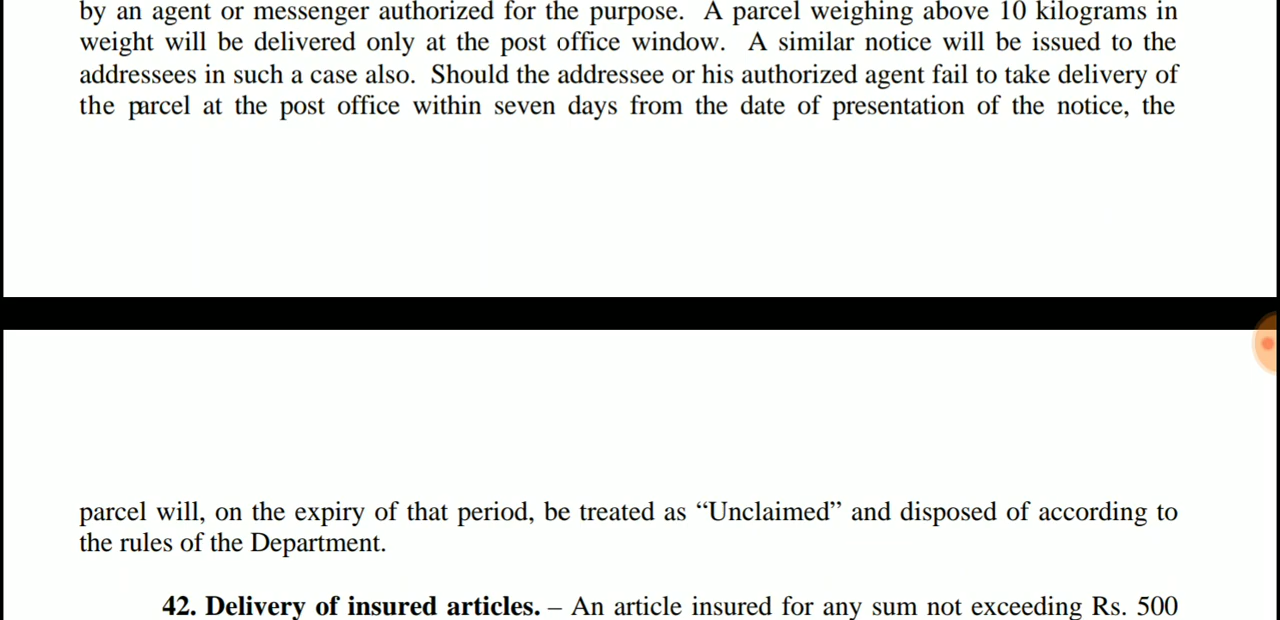 by an agent or messenger authorized for the purpose. A parcel weighing above 10 kilograms in
weight will be delivered only at the post office window. A similar notice will be issued to the
addressees in such a case also. Should the addressee or his authorized agent fail to take delivery of
the parcel at the post office within seven days from the date of presentation of the notice, the
parcel will, on the expiry of that period, be treated as “Unclaimed” and disposed of according to
the rules of the Department.
42. Delivery of insured articles. – An article insured for any sum not exceeding Rs. 500